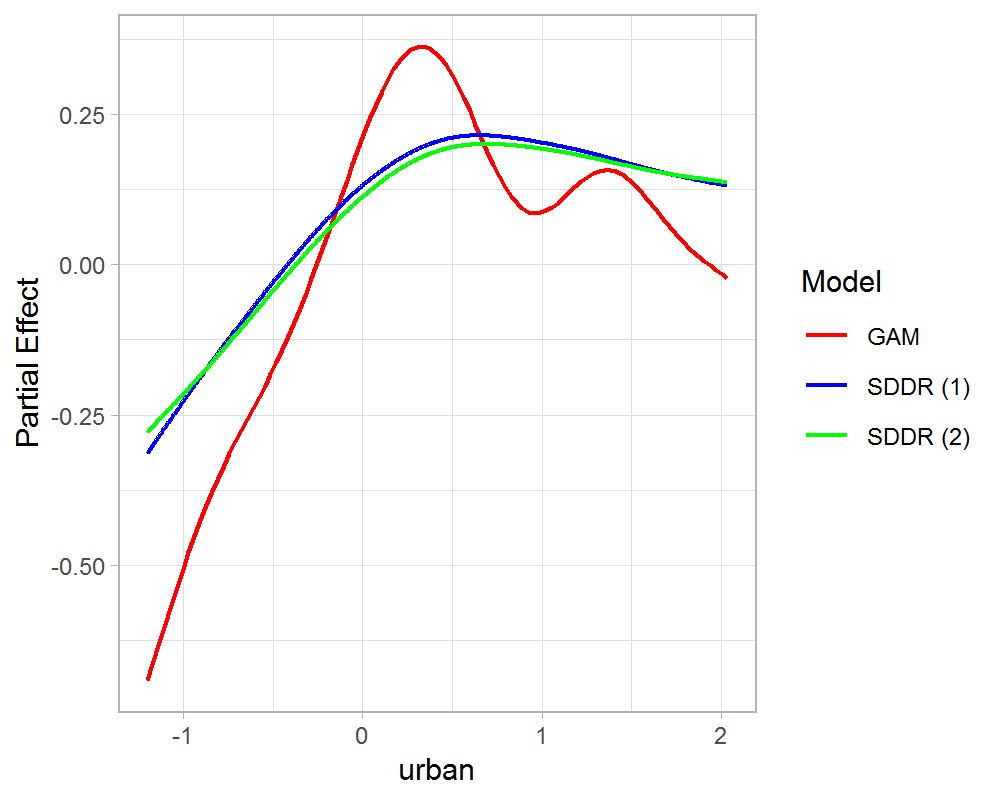 Partial Effect
0.25
0.00
-0.25
-0.50
-1
0
1
2
urban
Model
GAM
SDDR (1)
SDDR (2)